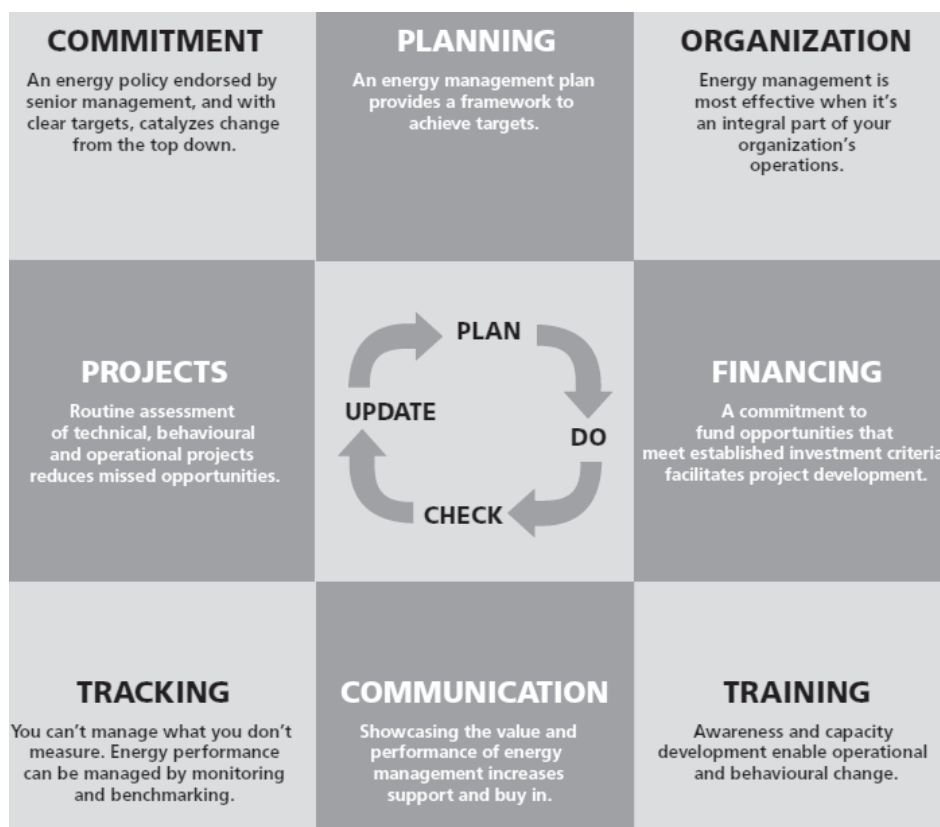 COMMITMENT
An energy policy endorsed by
senior management, and with
clear targets, catalyzes change
from the top down.
PLANNING
An energy management plan
provides a framework to
achieve targets.
ORGANIZATION
Energy management is
most effective when it's
an integral part of your
organization's
operations.
PROJECTS
Routine assessment
of technical, behavioural
and operational projects
reduces missed opportunities.
PLAN
UPDATE
DO
CHECK
FINANCING
A commitment to
fund opportunities that
meet established investment criteria
facilitates project development.
TRACKING
You can't manage what you don't
measure. Energy performance
can be managed by monitoring
and benchmarking.
COMMUNICATION
Showcasing the value and
performance of energy
management increases
support and buy in.
TRAINING
Awareness and capacity
development enable operational
and behavioural change.